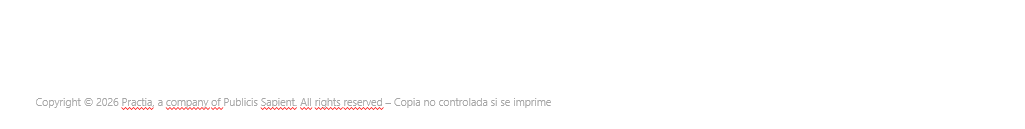 Copyright © 2026 Practia, a company of Publicis Sapient. All rights reserved – Copia no controlada si se imprime